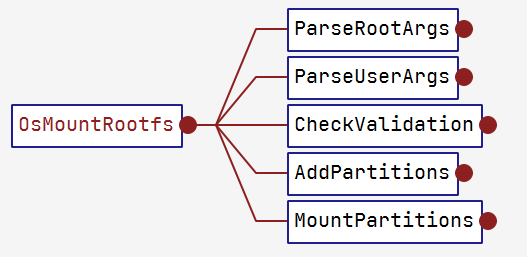 ParseRootArgs
ParseUserArgs
OsMountRootfs
CheckValidation
AddPartitions
MountPartitions